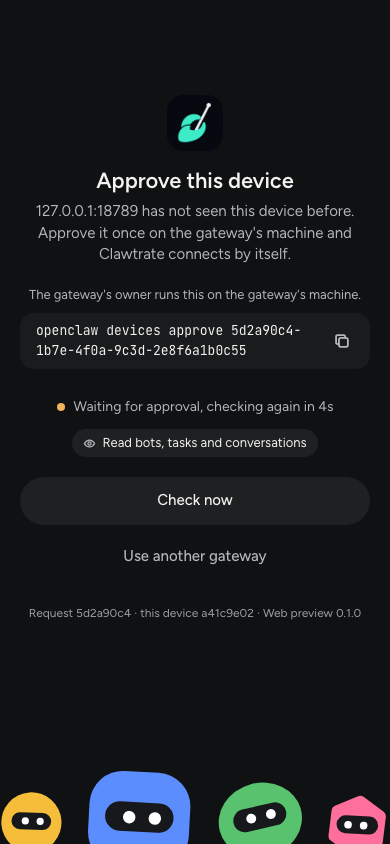 Approve this device
127.0.0.1:18789 has not seen this device before.
Approve it once on the gateway's machine and
Clawtrate connects by itself.
The gateway's owner runs this on the gateway's machine.
openclaw devices approve 5d2a90c4-
1b7e-4f0a-9c3d-2e8f6a1b0c55
Waiting for approval, checking again in 4s
Read bots, tasks and conversations
Check now
Use another gateway
Request 5d2a90c4 · this device a41c9e02 · Web preview 0.1.0